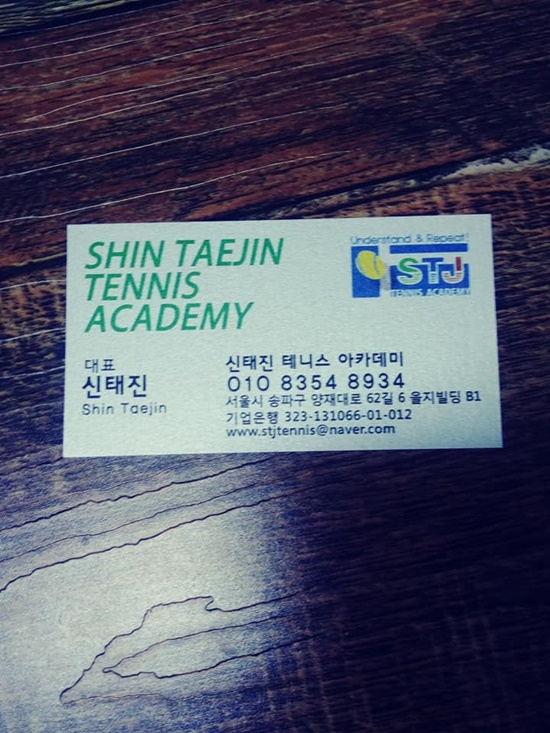 SHIN TAEJIN
TENNIS
ACADEMY
Understand & Repeat!
STJ
TENNIS ACADEMY
대표
신태진
Shin Taejin
신태진 테니스 아카데미
010 8354 8934
서울시 송파구 양재대로 62길 6 을지빌딩 B1
기업은행 323-131066-01-012
www.stjtennis@naver.com